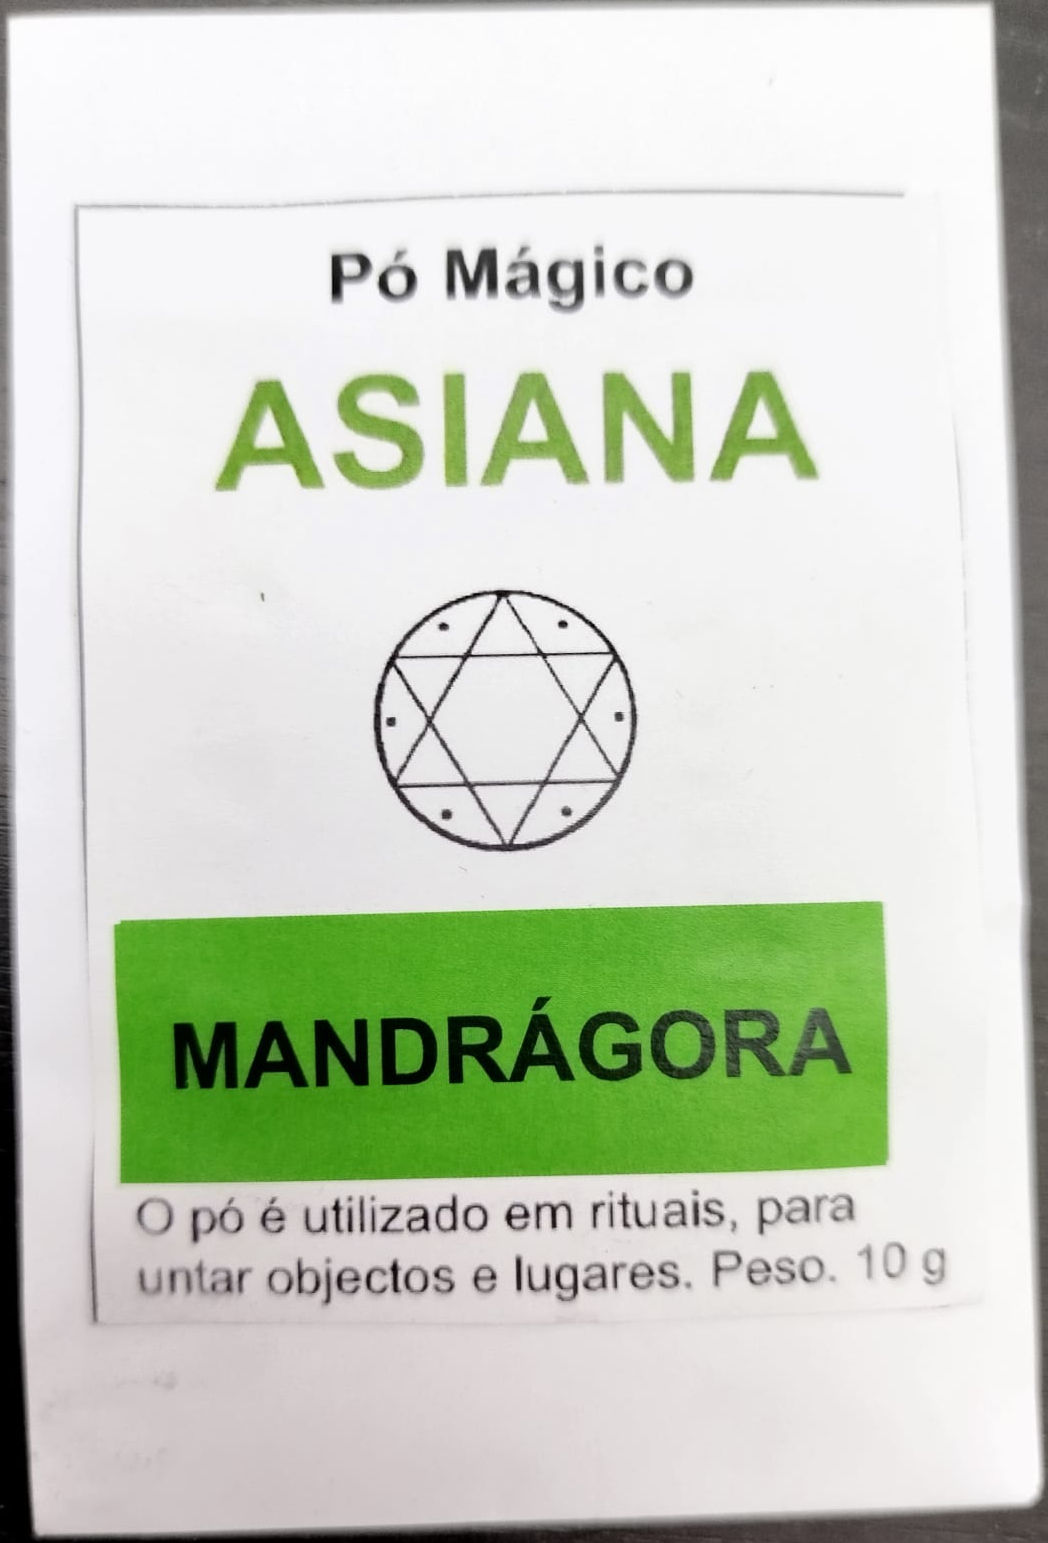 Pó Mágico
ASIANA
MANDRÁGORA
O pó é utilizado em rituais, para
untar objectos e lugares. Peso. 10 g